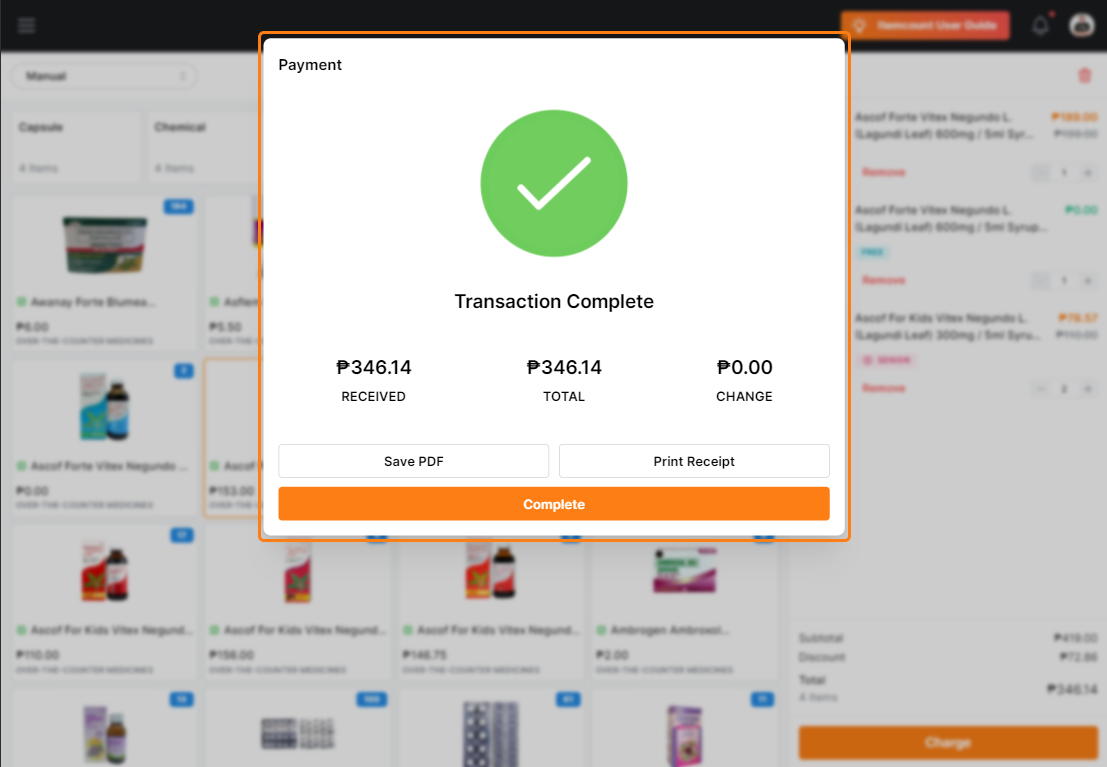 Itemcount User Guide
Manual
Payment
Capsule
Chemical
4 Items
4 Items
Transaction Complete
₱346.14
₱346.14
₱0.00
RECEIVED
TOTAL
CHANGE
Save PDF
Print Receipt
Complete
Ascof Forte Vitex Negundo L.
(Lagundi Leaf) 600mg / 5ml Syr...
₱189.00
Remove
1
Ascof Forte Vitex Negundo L.
(Lagundi Leaf) 600mg / 5ml Syrup...
₱0.00
FREE
Remove
1
Ascof For Kids Vitex Negundo L.
(Lagundi Leaf) 300mg / 5ml Syru...
₱78.57
₱110.00
SENIOR
Remove
2
Awanay Forte Blumea...
₱6.00
OVER-THE-COUNTER MEDICINES
₱5.50
Ascof Forte Vitex Negundo ...
₱0.00
OVER-THE-COUNTER MEDICINES
₱153.00
Ascof For Kids Vitex Negund...
₱110.00
OVER-THE-COUNTER MEDICINES
Ascof For Kids Vitex Negund...
₱156.00
OVER-THE-COUNTER MEDICINES
Ascof For Kids Vitex Negund...
₱146.75
OVER-THE-COUNTER MEDICINES
Ambrogen Ambroxol...
₱2.00
OVER-THE-COUNTER MEDICINES
Subtotal
₱419.00
Discount
₱72.86
Total
4 Items
₱346.14
Charge